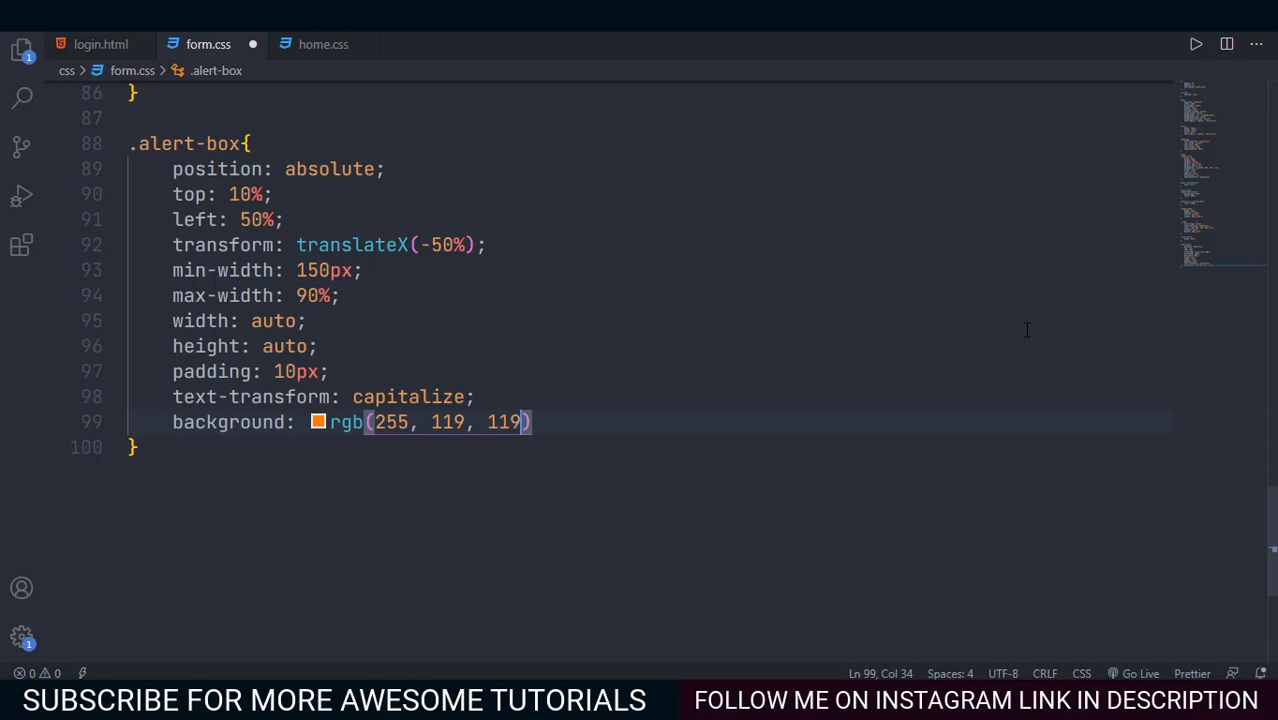 login.html form.css home.css
css > form.css > .alert-box
86 }
87
88 .alert-box{
89 position: absolute;
90 top: 10%;
91 left: 50%;
92 transform: translateX(-50%);
93 min-width: 150px;
94 max-width: 90%;
95 width: auto;
96 height: auto;
97 padding: 10px;
98 text-transform: capitalize;
99 background: rgb(255, 119, 119)
100 }
1
1
0 0 Ln 99, Col 34 Spaces: 4 UTF-8 CRLF CSS Go Live Prettier
SUBSCRIBE FOR MORE AWESOME TUTORIALS FOLLOW ME ON INSTAGRAM LINK IN DESCRIPTION